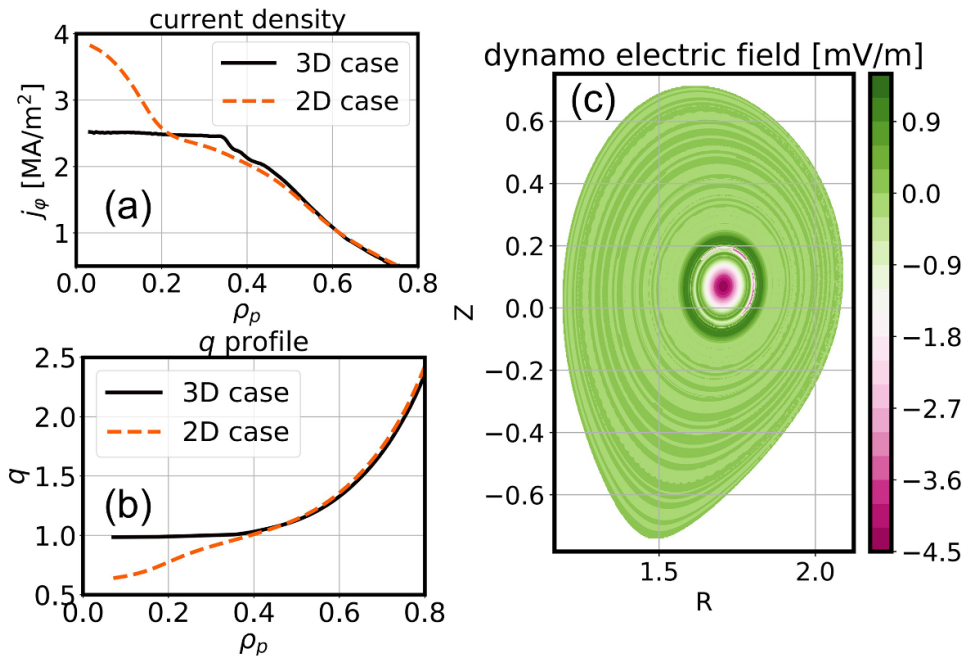 current density
4
3
2
1
j_φ [MA/m²]
3D case
2D case
(a)
0.0 0.2 0.4 0.6 0.8
ρ_p
q profile
2.5
2.0
1.5
1.0
0.5
q
3D case
2D case
(b)
0.0 0.2 0.4 0.6 0.8
ρ_p
dynamo electric field [mV/m]
(c)
0.6
0.4
0.2
0.0
−0.2
−0.4
−0.6
Z
1.5 2.0
R
0.9
0.0
−0.9
−1.8
−2.7
−3.6
−4.5